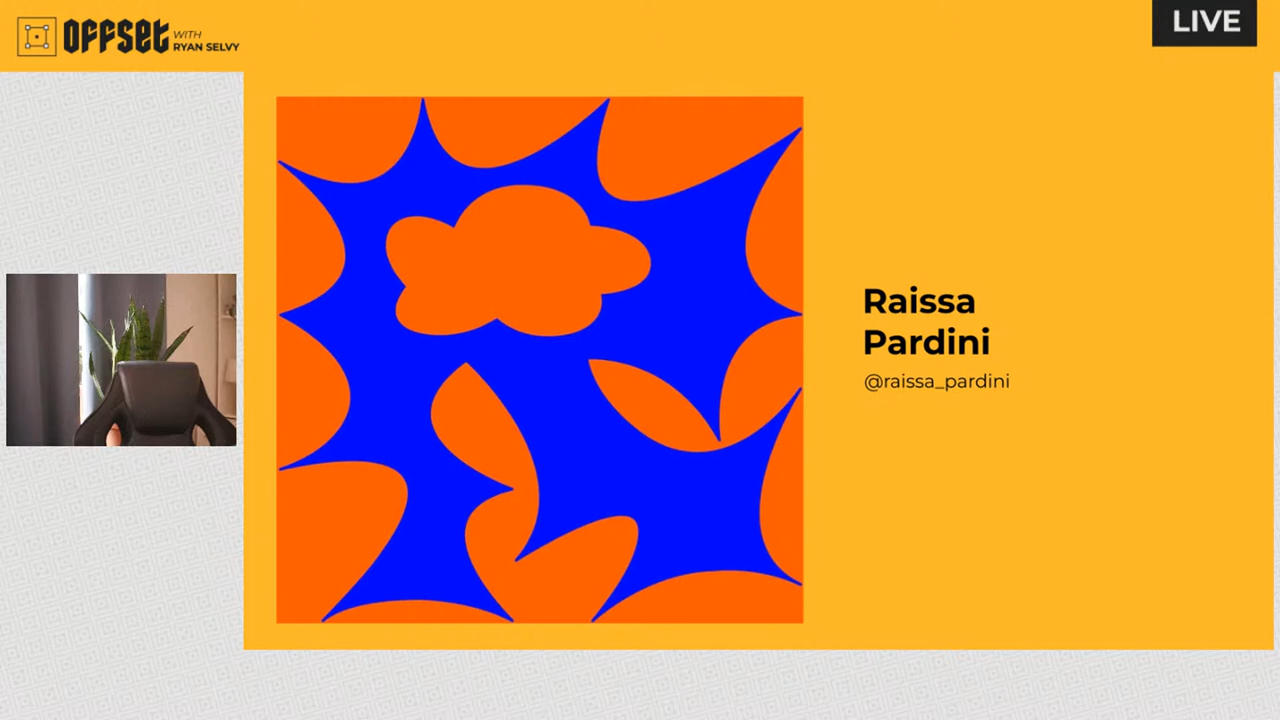 OFFSET
WITH
RYAN SELVY
LIVE
Raissa
Pardini
@raissa_pardini